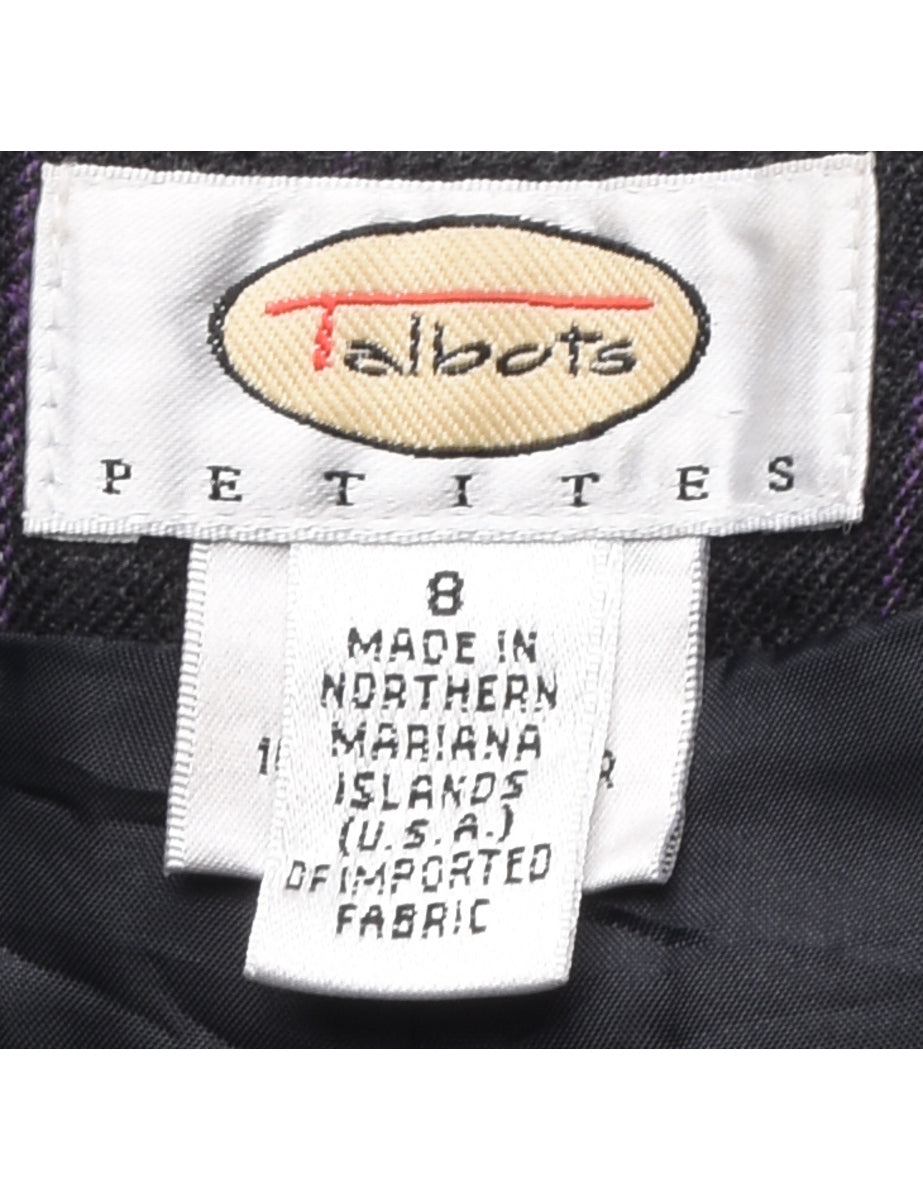 Talbots
PETITES
8
MADE IN
NORTHERN
MARIANA
ISLANDS
(U.S.A.)
OF IMPORTED
FABRIC